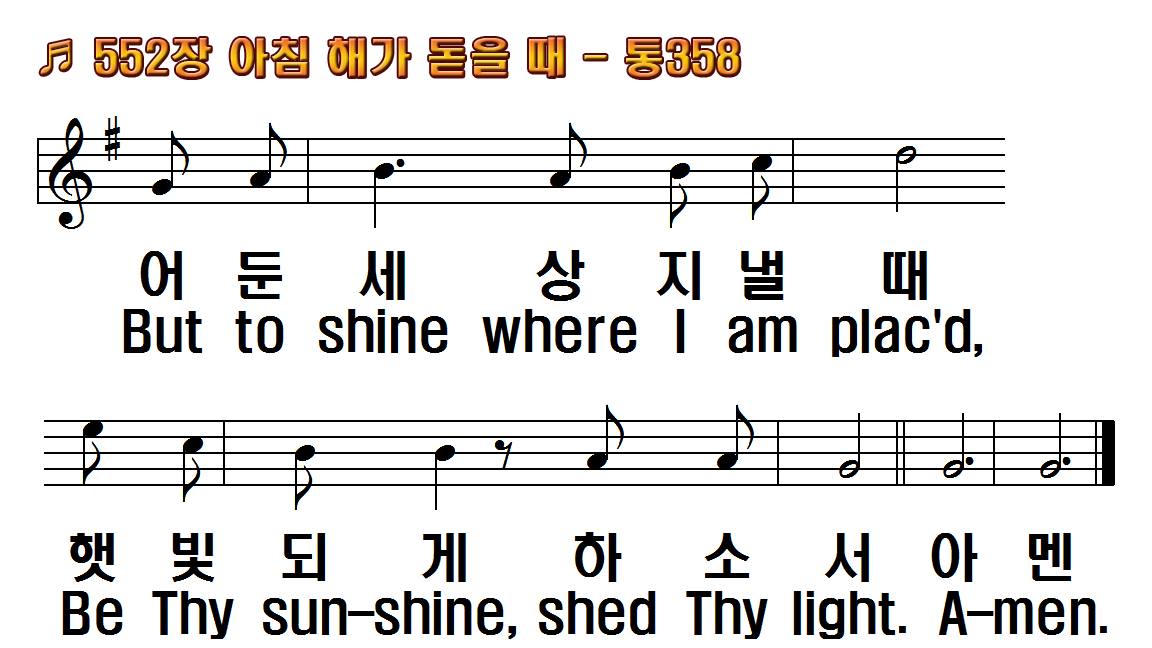 ♬ 552장 아침 해가 돋을 때 - 통358
어 둔 세 상 지 낼 때
But to shine where I am plac'd,
햇 빛 되 게 하 소 서 아 멘
Be Thy sun-shine, shed Thy light. A-men.